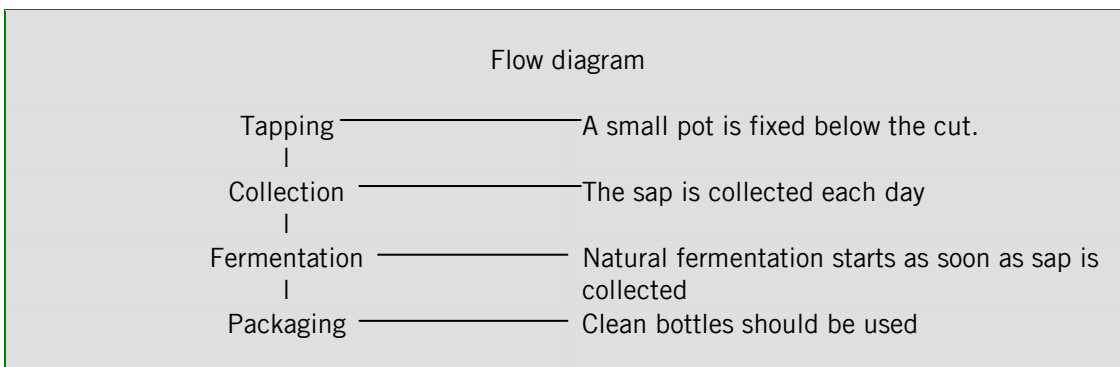 Flow diagram
Tapping A small pot is fixed below the cut.
Collection The sap is collected each day
Fermentation Natural fermentation starts as soon as sap is
collected
Packaging Clean bottles should be used